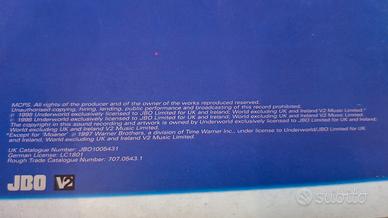 MCPS. All rights of the producer and of the owner of the works reproduced reserved.
Unauthorised copying, hiring, lending, public performance and broadcasting of this record prohibited.
℗ 1998 Underworld exclusively to JBO Limited for UK and Ireland, World excluding UK and Ireland V2 Music Limited.*
© 1998 Underworld exclusively to JBO Limited for UK and Ireland, World excluding UK and Ireland V2 Music Limited.
The copyright in this sound recording and artwork is owned by Underworld exclusively licensed to JBO Limited for UK and Ireland;
World excluding UK and Ireland V2 Music Limited.
*Except for "Moaner" ℗ 1997 Warner Brothers, a division of Time Warner Inc., under license to Underworld/JBO Limited for UK
and Ireland; World excluding UK and Ireland V2 Music Limited.
UK Catalogue Number: JBO1005431
German License: LC1801
Rough Trade Catalogue Number: 707.0543.1
JBO V2
subito